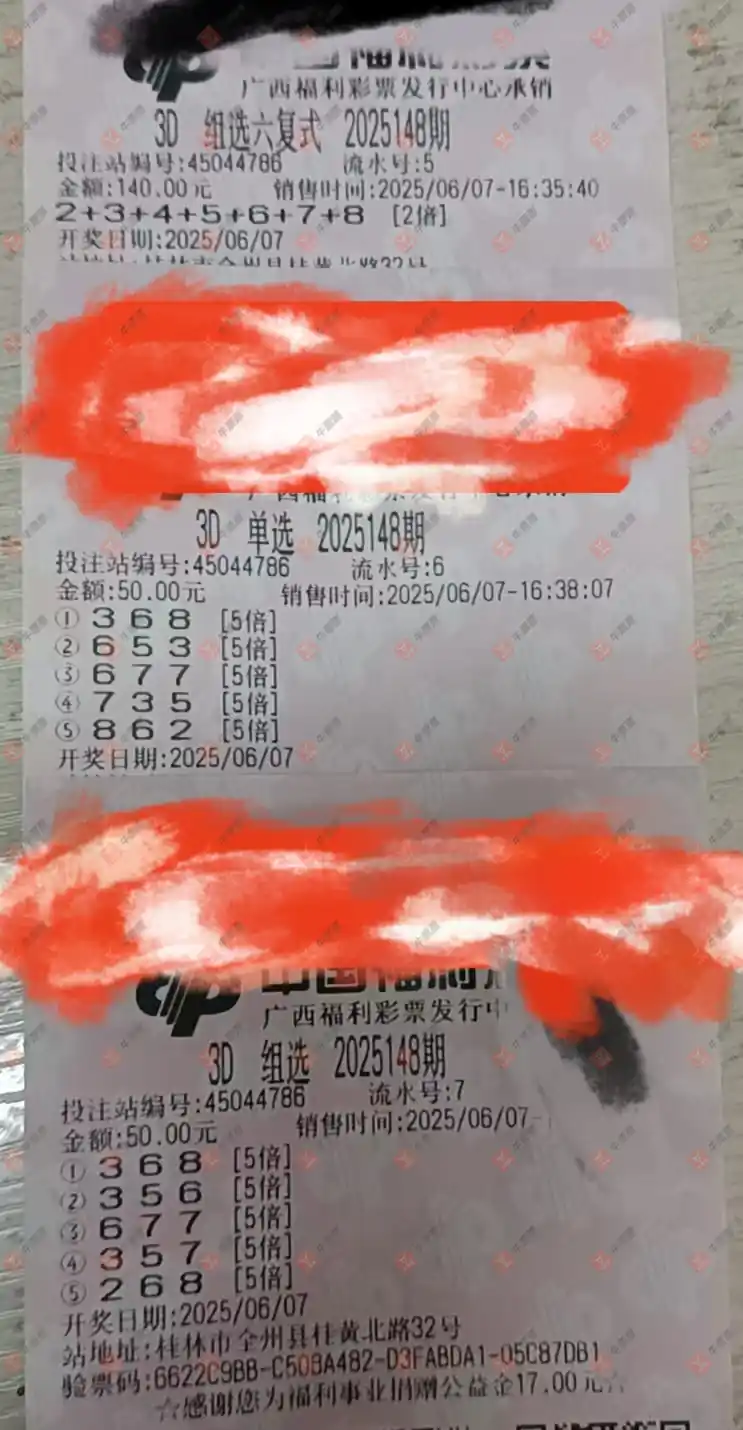 广西福利彩票发行中心承销
3D 组选六复式 2025148期
投注站编号:45044786 流水号:5
金额:140.00元 销售时间:2025/06/07-16:35:40
2+3+4+5+6+7+8 [2倍]
开奖日期:2025/06/07
3D 单选 2025148期
投注站编号:45044786 流水号:6
金额:50.00元 销售时间:2025/06/07-16:38:07
① 3 6 8 [5倍]
② 6 5 3 [5倍]
③ 6 7 7 [5倍]
④ 7 3 5 [5倍]
⑤ 8 6 2 [5倍]
开奖日期:2025/06/07
中国福利
广西福利彩票发行中
3D 组选 2025148期
投注站编号:45044786 流水号:7
金额:50.00元 销售时间:2025/06/07-
① 3 6 8 [5倍]
② 3 5 6 [5倍]
③ 6 7 7 [5倍]
④ 3 5 7 [5倍]
⑤ 2 6 8 [5倍]
开奖日期:2025/06/07
站地址:桂林市全州县桂黄北路32号
验票码:6622C9BB-C508A482-D3FABDA1-05C87DB1
☆感谢您为福利事业捐赠公益金17.00元☆